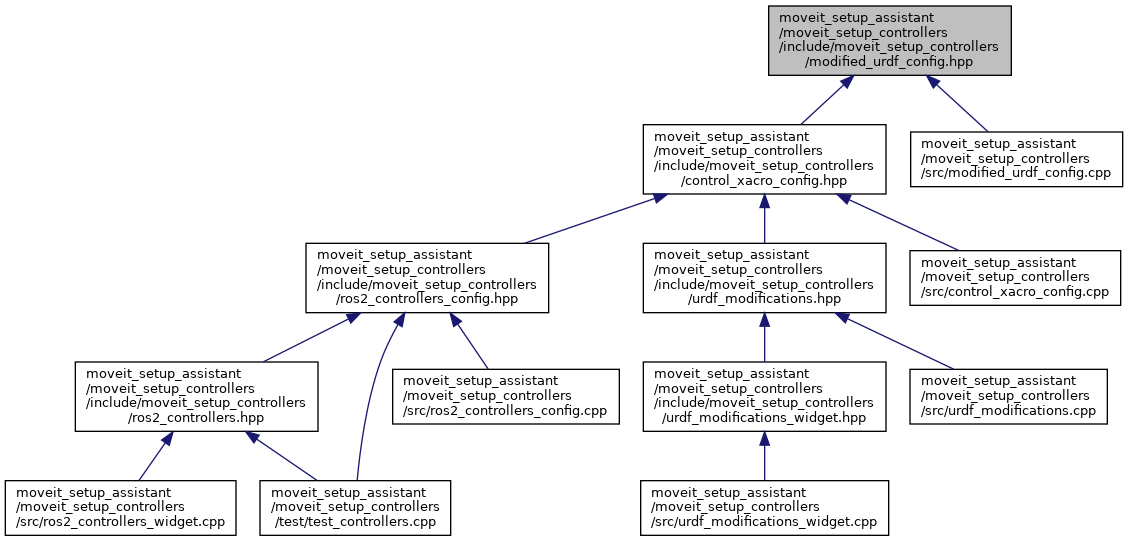 moveit_setup_assistant
/moveit_setup_controllers
/include/moveit_setup_controllers
/modified_urdf_config.hpp
moveit_setup_assistant
/moveit_setup_controllers
/include/moveit_setup_controllers
/control_xacro_config.hpp
moveit_setup_assistant
/moveit_setup_controllers
/src/modified_urdf_config.cpp
moveit_setup_assistant
/moveit_setup_controllers
/include/moveit_setup_controllers
/ros2_controllers_config.hpp
moveit_setup_assistant
/moveit_setup_controllers
/include/moveit_setup_controllers
/urdf_modifications.hpp
moveit_setup_assistant
/moveit_setup_controllers
/src/control_xacro_config.cpp
moveit_setup_assistant
/moveit_setup_controllers
/include/moveit_setup_controllers
/ros2_controllers.hpp
moveit_setup_assistant
/moveit_setup_controllers
/src/ros2_controllers_config.cpp
moveit_setup_assistant
/moveit_setup_controllers
/include/moveit_setup_controllers
/urdf_modifications_widget.hpp
moveit_setup_assistant
/moveit_setup_controllers
/src/urdf_modifications.cpp
moveit_setup_assistant
/moveit_setup_controllers
/src/ros2_controllers_widget.cpp
moveit_setup_assistant
/moveit_setup_controllers
/test/test_controllers.cpp
moveit_setup_assistant
/moveit_setup_controllers
/src/urdf_modifications_widget.cpp